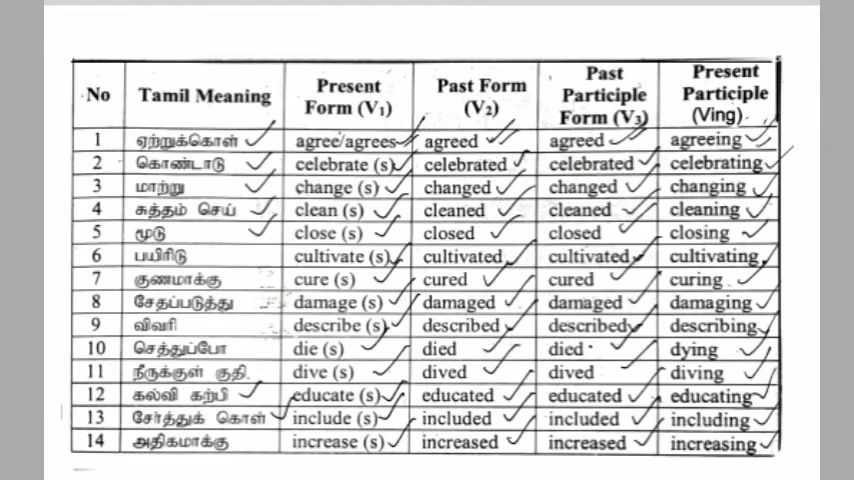 No Tamil Meaning Present Form (V1) Past Form (V2) Past Participle Form (V3) Present Participle (Ving)
1 ஏற்றுக்கொள் agree/agrees agreed agreed agreeing
2 கொண்டாடு celebrate (s) celebrated celebrated celebrating
3 மாற்று change (s) changed changed changing
4 சுத்தம் செய் clean (s) cleaned cleaned cleaning
5 மூடு close (s) closed closed closing
6 பயிரிடு cultivate (s) cultivated cultivated cultivating
7 குணமாக்கு cure (s) cured cured curing
8 சேதப்படுத்து damage (s) damaged damaged damaging
9 விவரி describe (s) described described describing
10 செத்துப்போ die (s) died died dying
11 நீருக்குள் குதி dive (s) dived dived diving
12 கல்வி கற்பி educate (s) educated educated educating
13 சேர்த்துக் கொள் include (s) included included including
14 அதிகமாக்கு increase (s) increased increased increasing